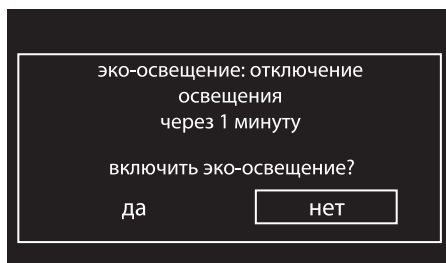 эко-освещение: отключение
освещения
через 1 минуту
включить эко-освещение?
да нет